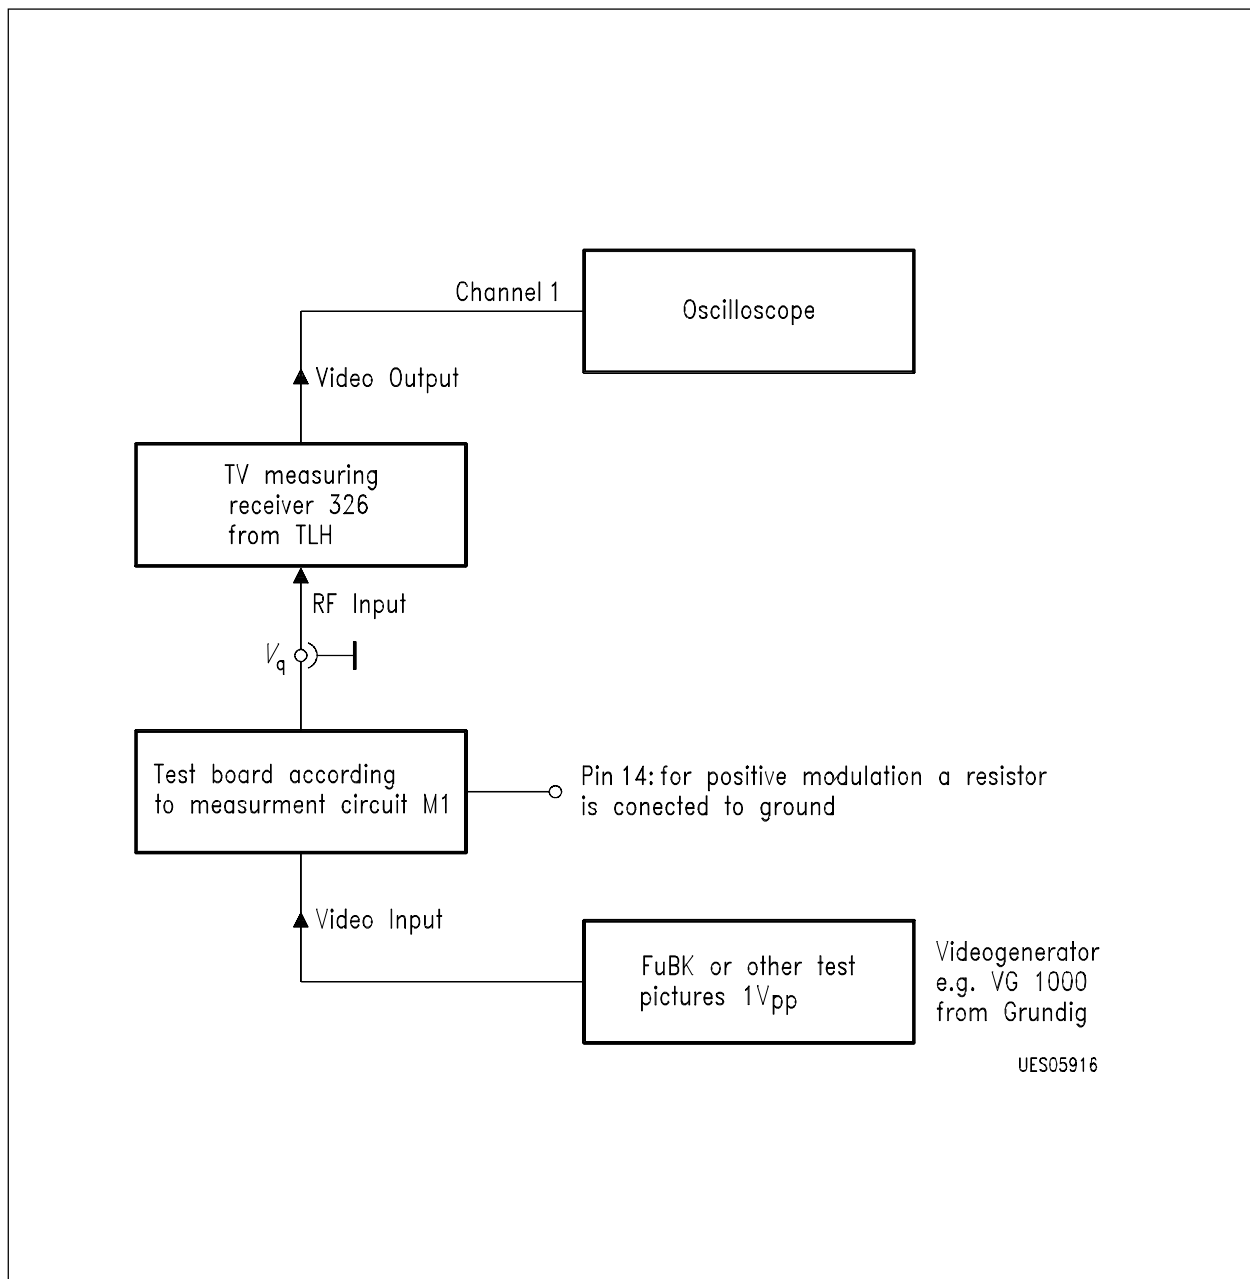 Channel 1
Oscilloscope
Video Output
TV measuring
receiver 326
from TLH
RF Input
Vq
Test board according
to measurment circuit M1
Pin 14: for positive modulation a resistor
is conected to ground
Video Input
FuBK or other test
pictures 1Vpp
Videogenerator
e.g. VG 1000
from Grundig
UES05916